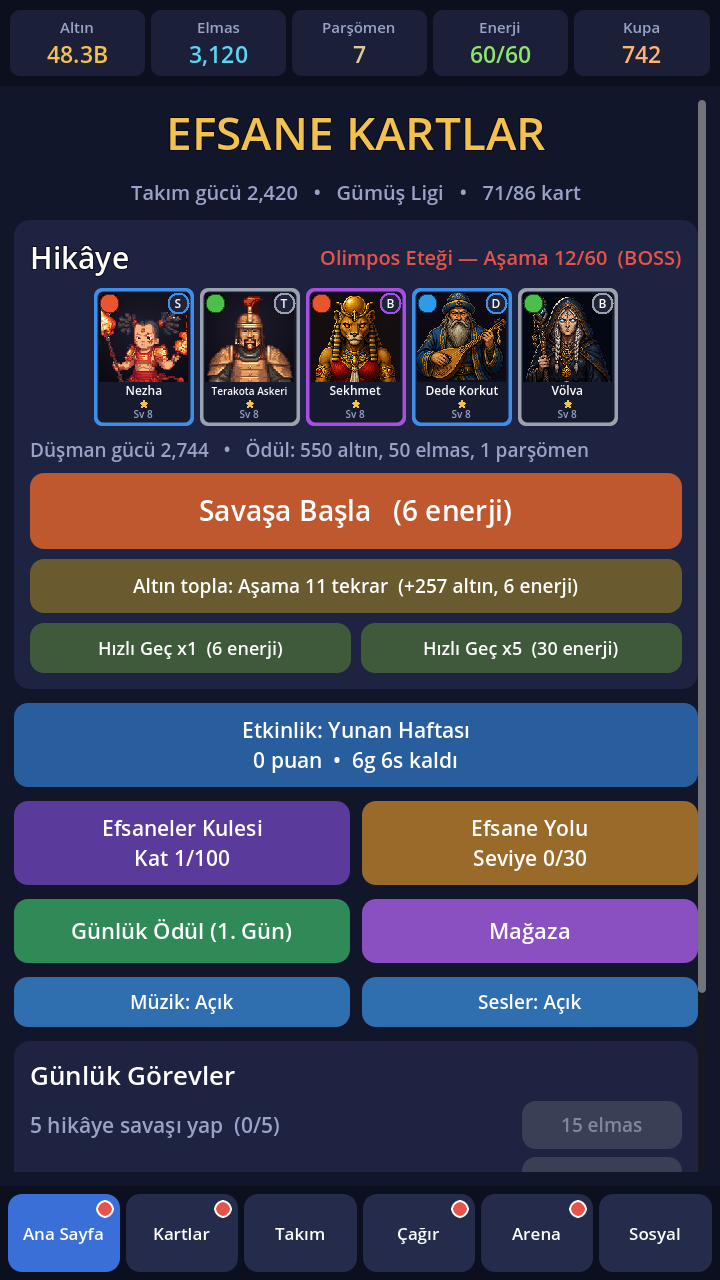 Altın Elmas Parşömen Enerji Kupa
48.3B 3,120 7 60/60 742
EFSANE KARTLAR
Takım gücü 2,420 • Gümüş Ligi • 71/86 kart
Hikâye Olimpos Eteği — Aşama 12/60 (BOSS)
S T B D B
Nezha Terakota Askeri Sekhmet Dede Korkut Völva
Sv 8 Sv 8 Sv 8 Sv 8 Sv 8
Düşman gücü 2,744 • Ödül: 550 altın, 50 elmas, 1 parşömen
Savaşa Başla (6 enerji)
Altın topla: Aşama 11 tekrar (+257 altın, 6 enerji)
Hızlı Geç x1 (6 enerji) Hızlı Geç x5 (30 enerji)
Etkinlik: Yunan Haftası
0 puan • 6g 6s kaldı
Efsaneler Kulesi Efsane Yolu
Kat 1/100 Seviye 0/30
Günlük Ödül (1. Gün) Mağaza
Müzik: Açık Sesler: Açık
Günlük Görevler
5 hikâye savaşı yap (0/5) 15 elmas
Ana Sayfa Kartlar Takım Çağır Arena Sosyal